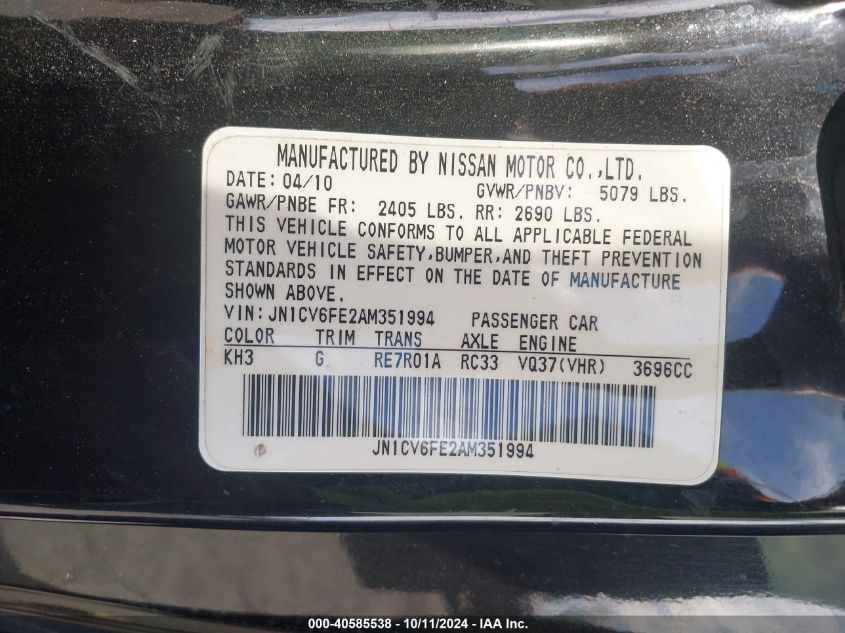 MANUFACTURED BY NISSAN MOTOR CO.,LTD.
DATE: 04/10 GVWR/PNBV: 5079 LBS.
GAWR/PNBE FR: 2405 LBS. RR: 2690 LBS.
THIS VEHICLE CONFORMS TO ALL APPLICABLE FEDERAL
MOTOR VEHICLE SAFETY,BUMPER,AND THEFT PREVENTION
STANDARDS IN EFFECT ON THE DATE OF MANUFACTURE
SHOWN ABOVE.
VIN: JN1CV6FE2AM351994 PASSENGER CAR
COLOR TRIM TRANS AXLE ENGINE
KH3 G RE7R01A RC33 VQ37(VHR) 3696CC
JN1CV6FE2AM351994
000-40585538 - 10/11/2024 - IAA Inc.